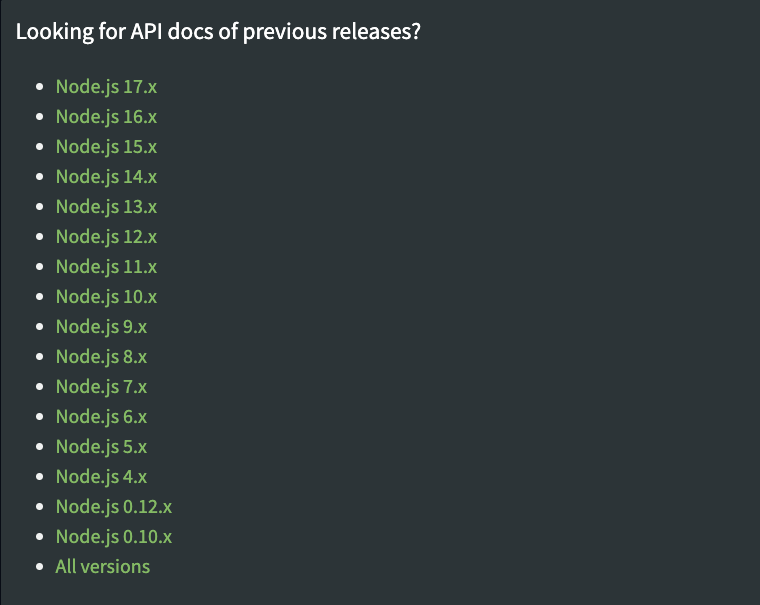 Looking for API docs of previous releases?
Node.js 17.x
Node.js 16.x
Node.js 15.x
Node.js 14.x
Node.js 13.x
Node.js 12.x
Node.js 11.x
Node.js 10.x
Node.js 9.x
Node.js 8.x
Node.js 7.x
Node.js 6.x
Node.js 5.x
Node.js 4.x
Node.js 0.12.x
Node.js 0.10.x
All versions